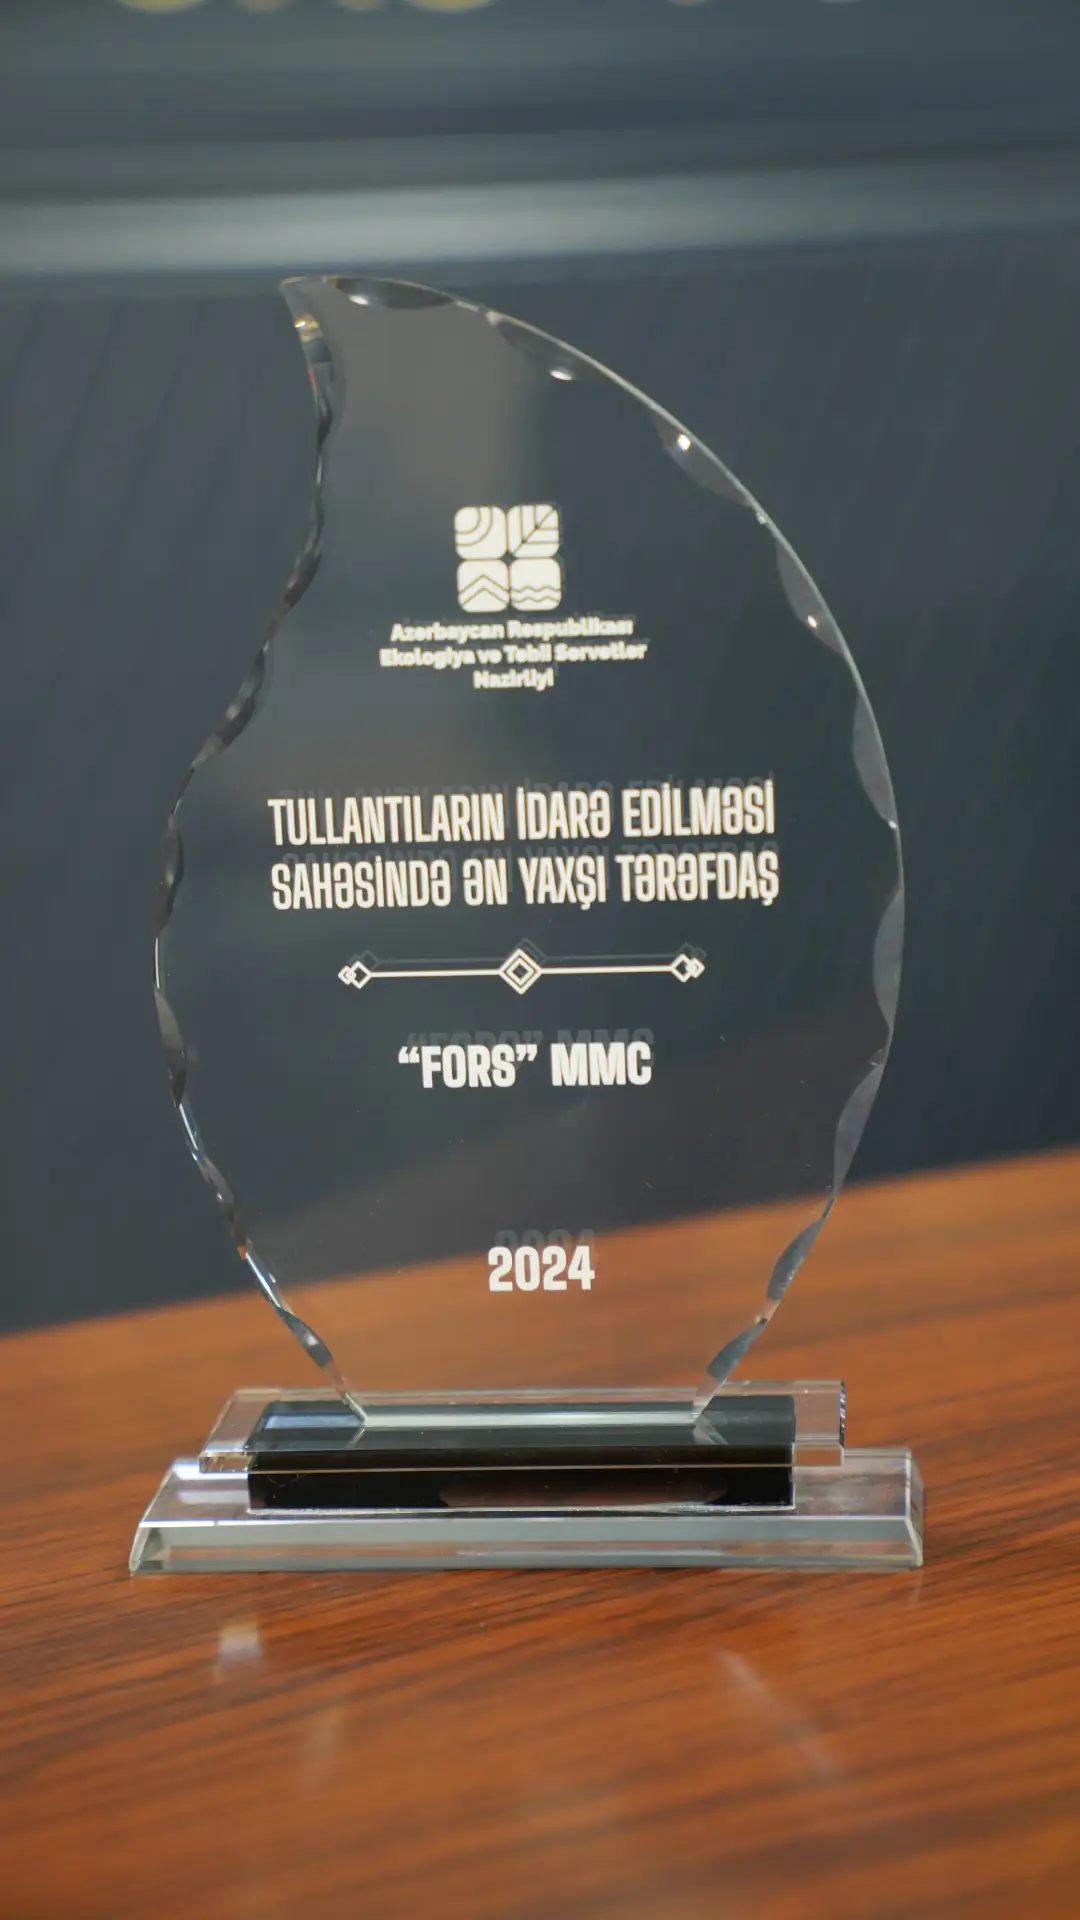 Azərbaycan Respublikası
Ekologiya və Təbii Sərvətlər
Nazirliyi
TULLANTILARIN İDARƏ EDİLMƏSİ
SAHƏSİNDƏ ƏN YAXŞI TƏRƏFDAŞ
“FORS” MMC
2024